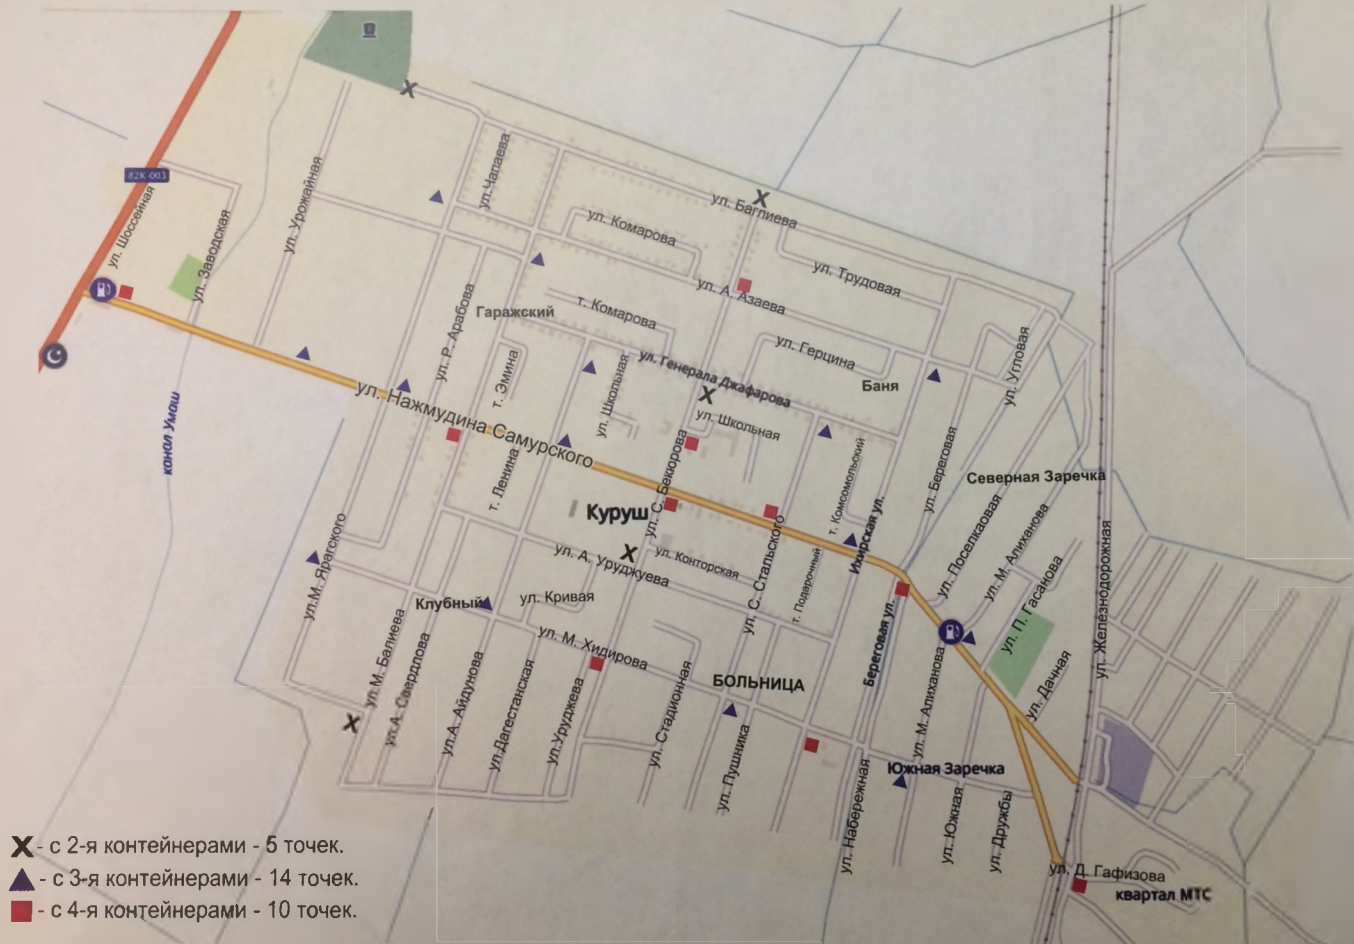 82К-003
ул. Шоссейная
ул. Заводская
ул. Урожайная
ул. Чапаева
ул. Баглиева
ул. Комарова
ул. Трудовая
ул. А. Азаева
Гаражский
т. Комарова
ул. Р. Арабова
т. Эмина
ул. Школьная
ул. Генерала Джафарова
ул. Герцина
Баня
ул. Угловая
ул. Школьная
ул. Нажмудина Самурского
канал Умаш
т. Ленина
ул. С. Бекюрова
Куруш
т. Комсомольский
ул. Береговая
Северная Заречка
Ихирская ул.
ул. Поселкаовая
ул. М. Алиханова
ул. П. Гасанова
ул. Железнодорожная
ул.М. Ярагского
ул. А. Уруджуева
ул. Конторская
ул. С. Стальского
т. Подарочный
Клубный
ул. Кривая
ул. М. Хидирова
ул.М. Балиева
ул.А. Свердлова
ул.А. Айдунова
ул.Дагестанская
ул.Уруджева
ул. Стадионная
БОЛЬНИЦА
ул. Пушника
Береговая ул.
ул. М. Алиханова
ул. Дачная
Южная Заречка
ул. Набережная
ул. Южная
ул. Дружбы
ул. Д. Гафизова
квартал МТС
X - с 2-я контейнерами - 5 точек.
- с 3-я контейнерами - 14 точек.
- с 4-я контейнерами - 10 точек.